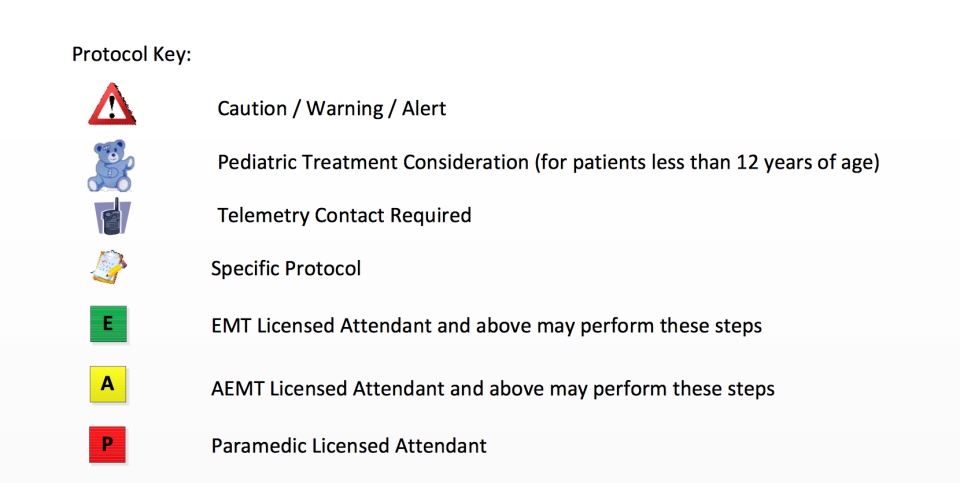 Protocol Key:
Caution / Warning / Alert
Pediatric Treatment Consideration (for patients less than 12 years of age)
Telemetry Contact Required
Specific Protocol
E EMT Licensed Attendant and above may perform these steps
A AEMT Licensed Attendant and above may perform these steps
P Paramedic Licensed Attendant